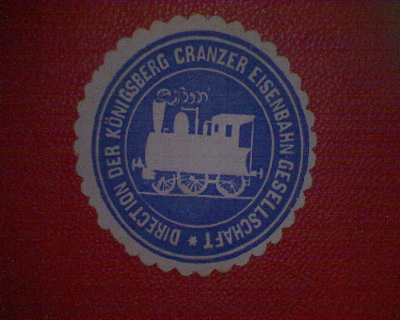 DIRECTION DER KÖNIGSBERG CRANZER EISENBAHN-GESELLSCHAFT *